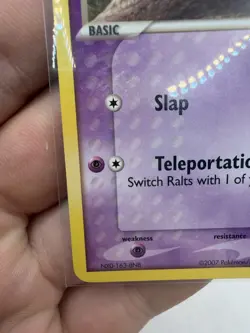 BASIC
Slap
Teleportatio
Switch Ralts with 1 of y
weakness resistance
©2007 Pokémon